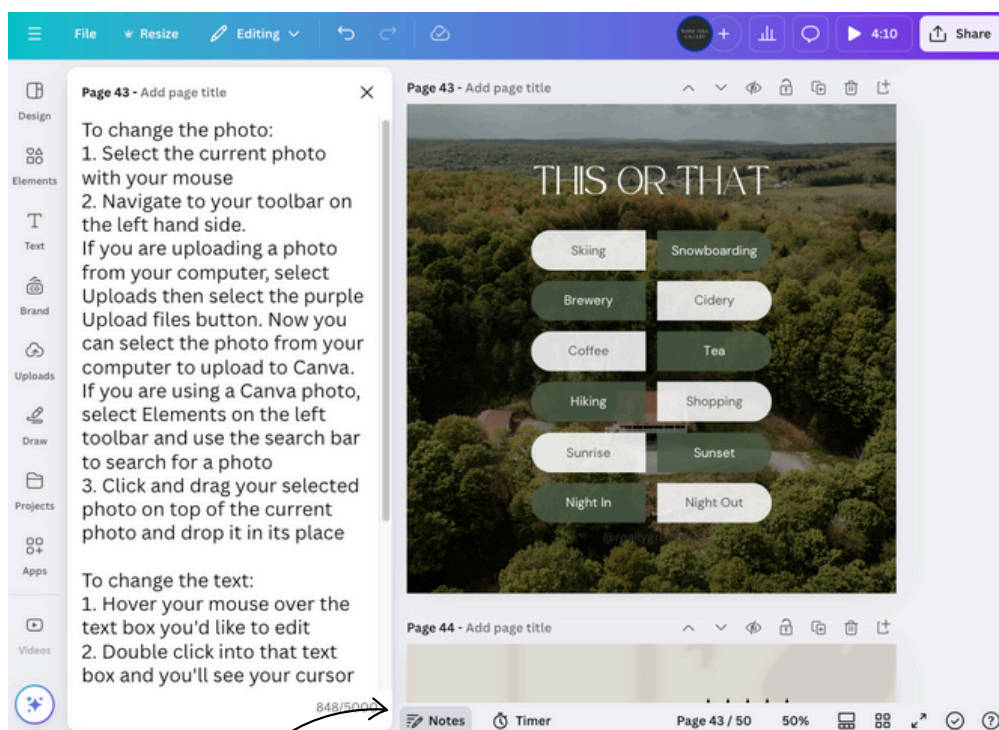 File Resize Editing 4:10 Share
Design
Elements
Text
Brand
Uploads
Draw
Projects
Apps
Videos
Page 43 - Add page title
To change the photo:
1. Select the current photo
with your mouse
2. Navigate to your toolbar on
the left hand side.
If you are uploading a photo
from your computer, select
Uploads then select the purple
Upload files button. Now you
can select the photo from your
computer to upload to Canva.
If you are using a Canva photo,
select Elements on the left
toolbar and use the search bar
to search for a photo
3. Click and drag your selected
photo on top of the current
photo and drop it in its place
To change the text:
1. Hover your mouse over the
text box you'd like to edit
2. Double click into that text
box and you'll see your cursor
848/5000
Page 43 - Add page title
THIS OR THAT
Skiing Snowboarding
Brewery Cidery
Coffee Tea
Hiking Shopping
Sunrise Sunset
Night In Night Out
Page 44 - Add page title
Notes Timer Page 43 / 50 50%